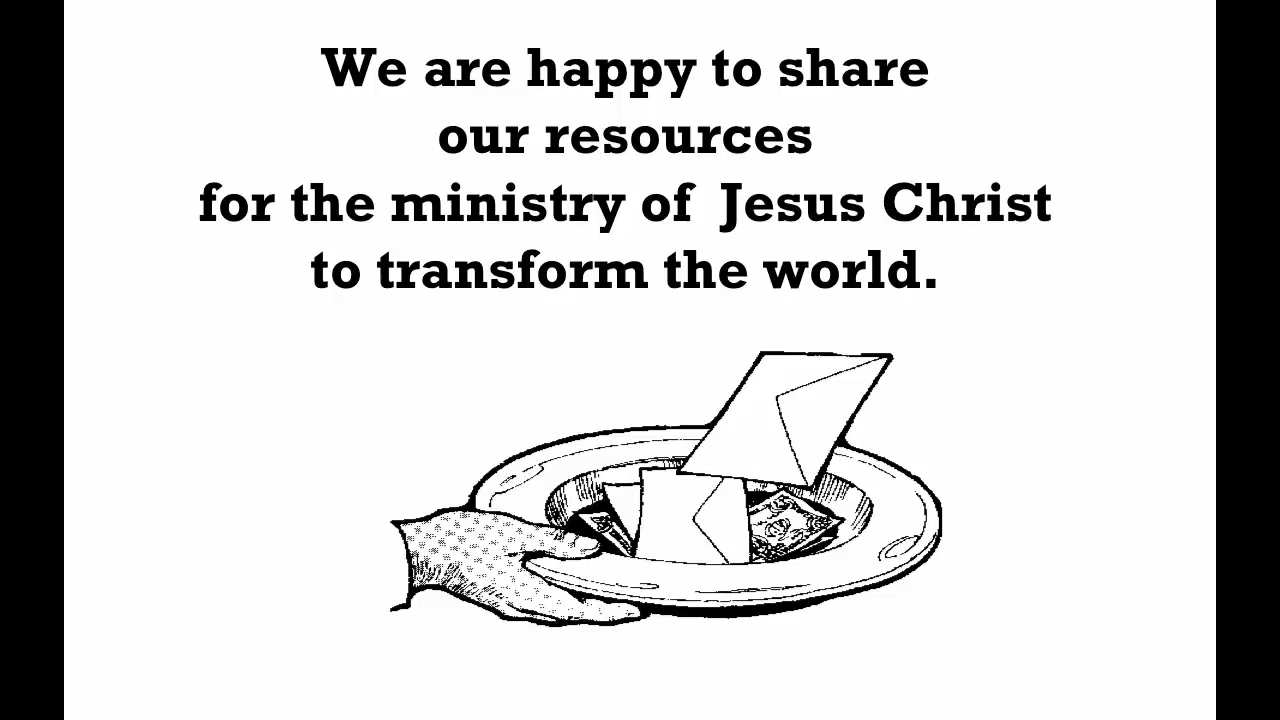 We are happy to share
our resources
for the ministry of Jesus Christ
to transform the world.